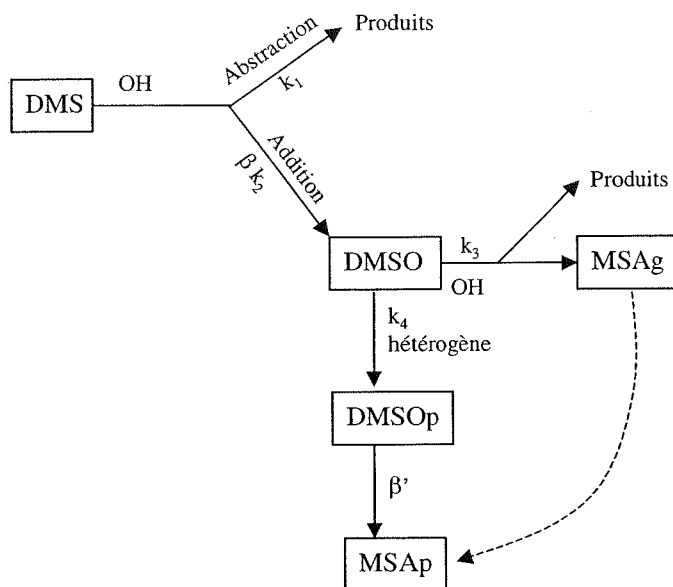 Produits
Abstraction
k1
OH
DMS
Addition
β k2
Produits
DMSO
k3
OH
MSAg
k4
hétérogène
DMSOp
β’
MSAp